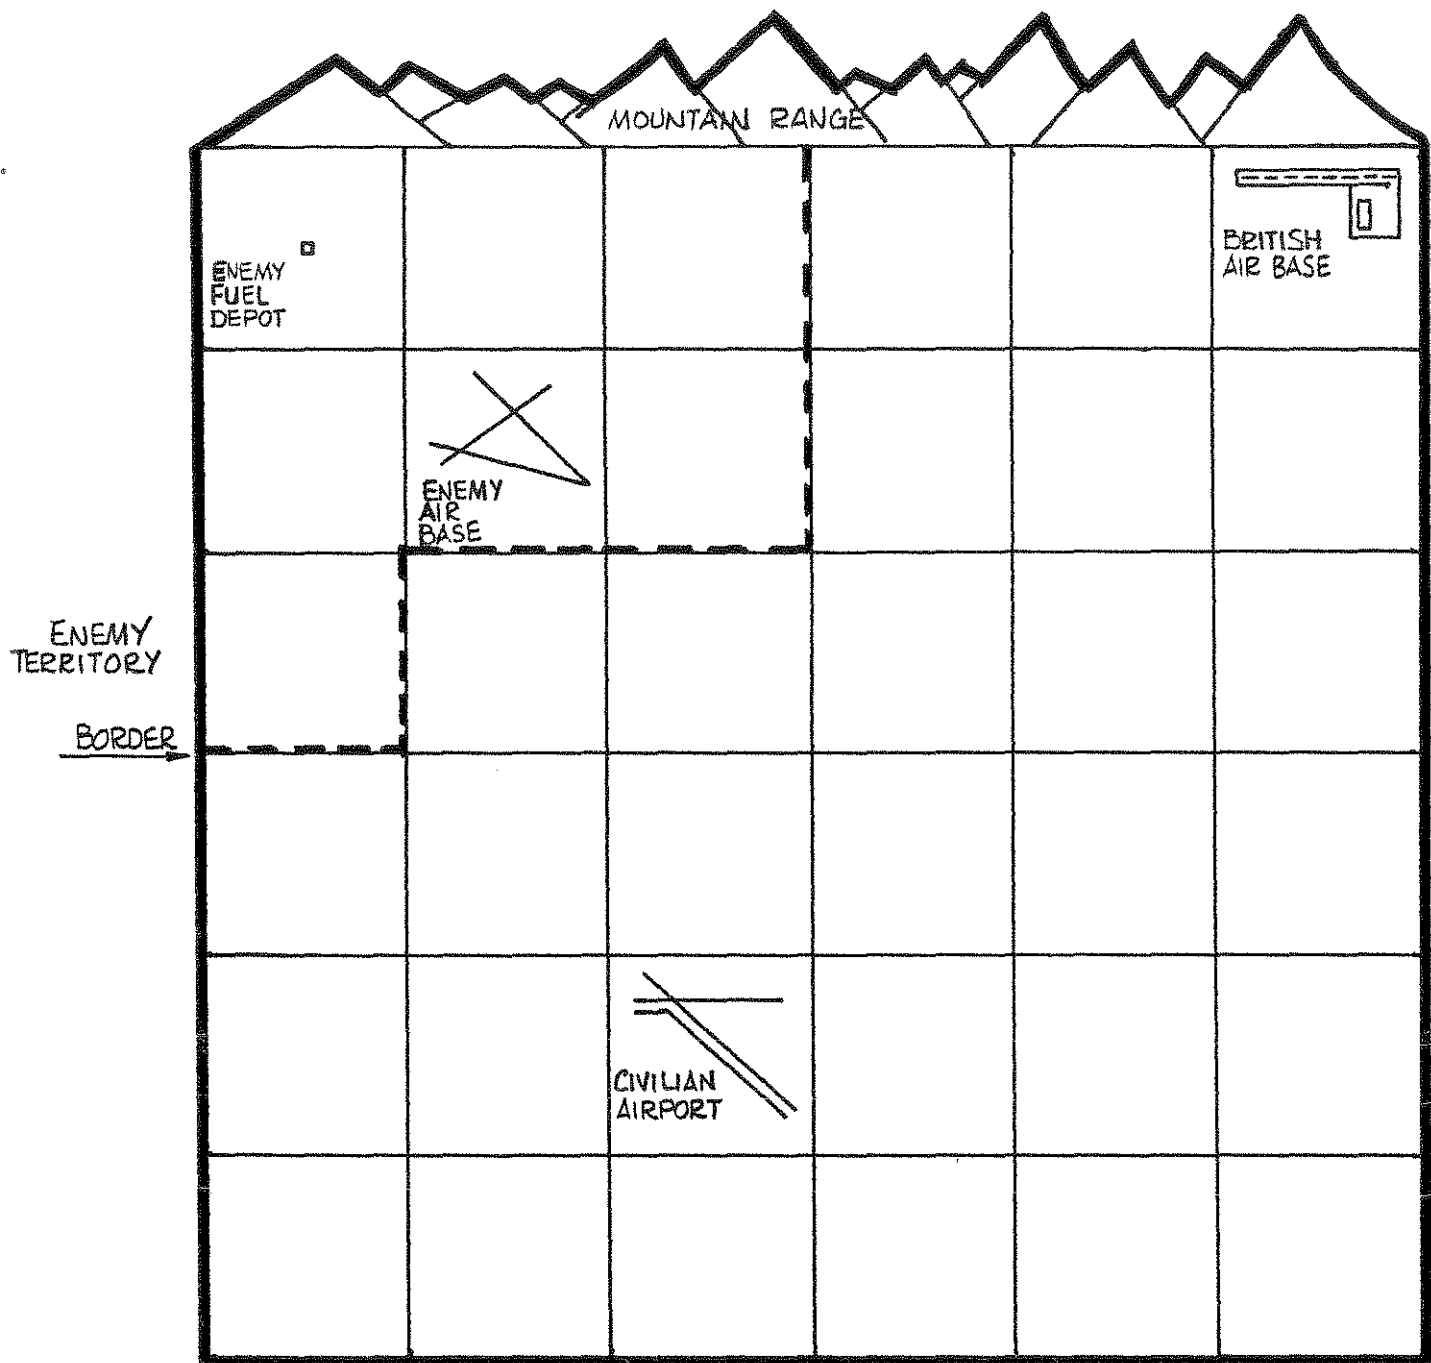 MOUNTAIN RANGE
BRITISH
AIR BASE
ENEMY
FUEL
DEPOT
ENEMY
AIR
BASE
ENEMY
TERRITORY
BORDER
CIVILIAN
AIRPORT